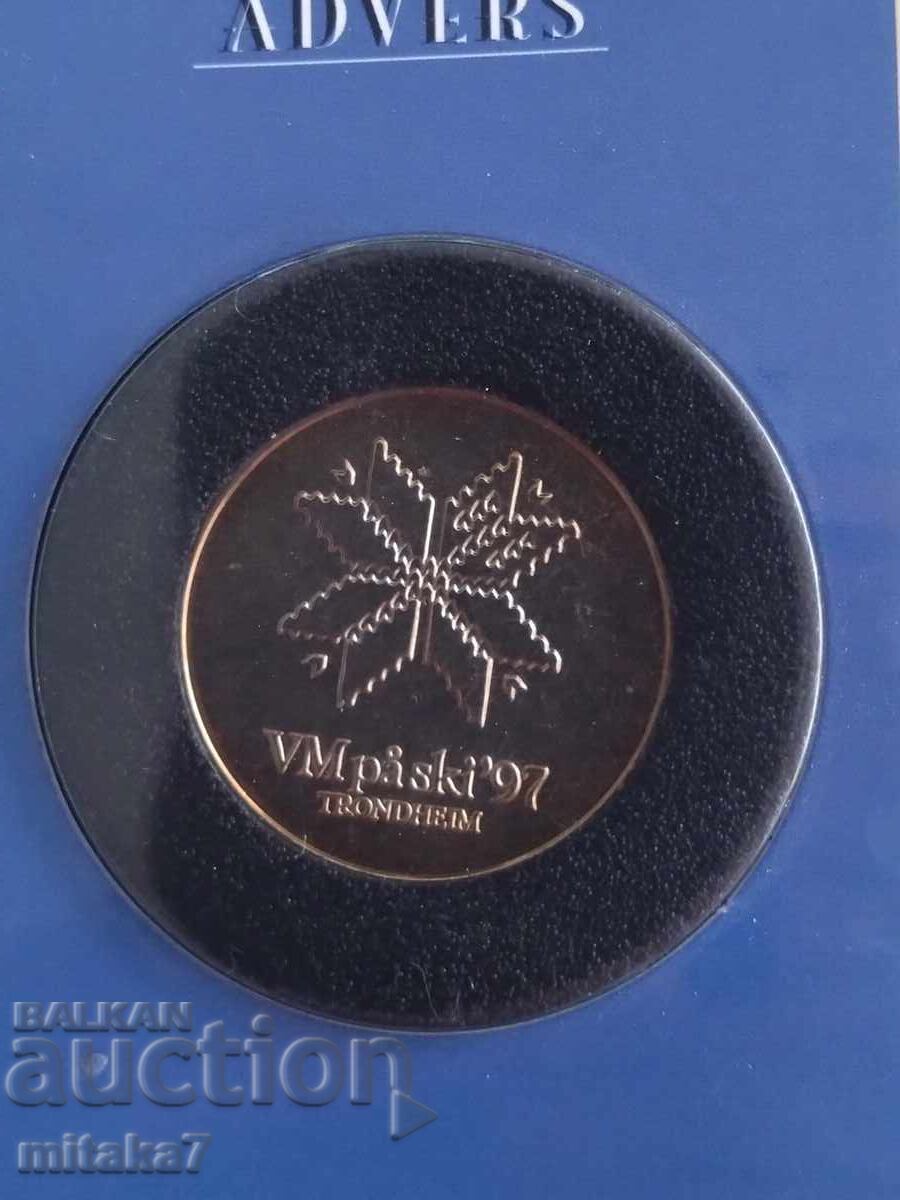 ADVERS
VM på ski '97
TRONDHEIM
BALKAN
auction
mitaka7